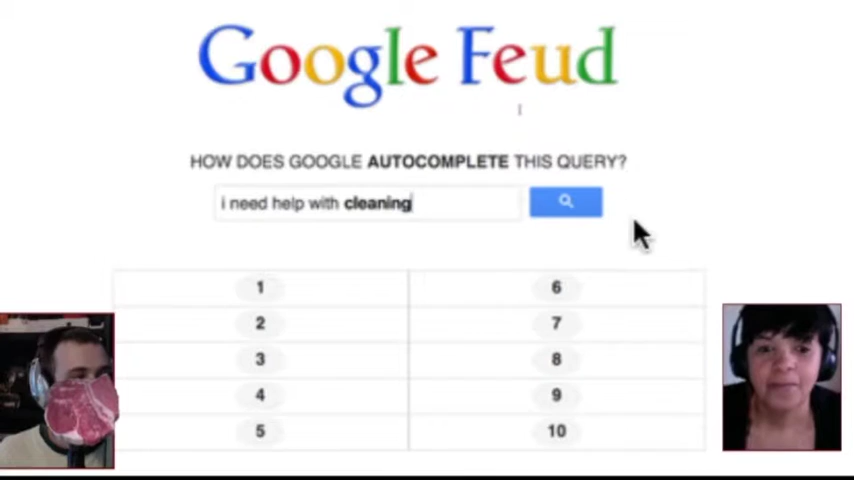 Google Feud
HOW DOES GOOGLE AUTOCOMPLETE THIS QUERY?
i need help with cleaning
1 6
2 7
3 8
4 9
5 10